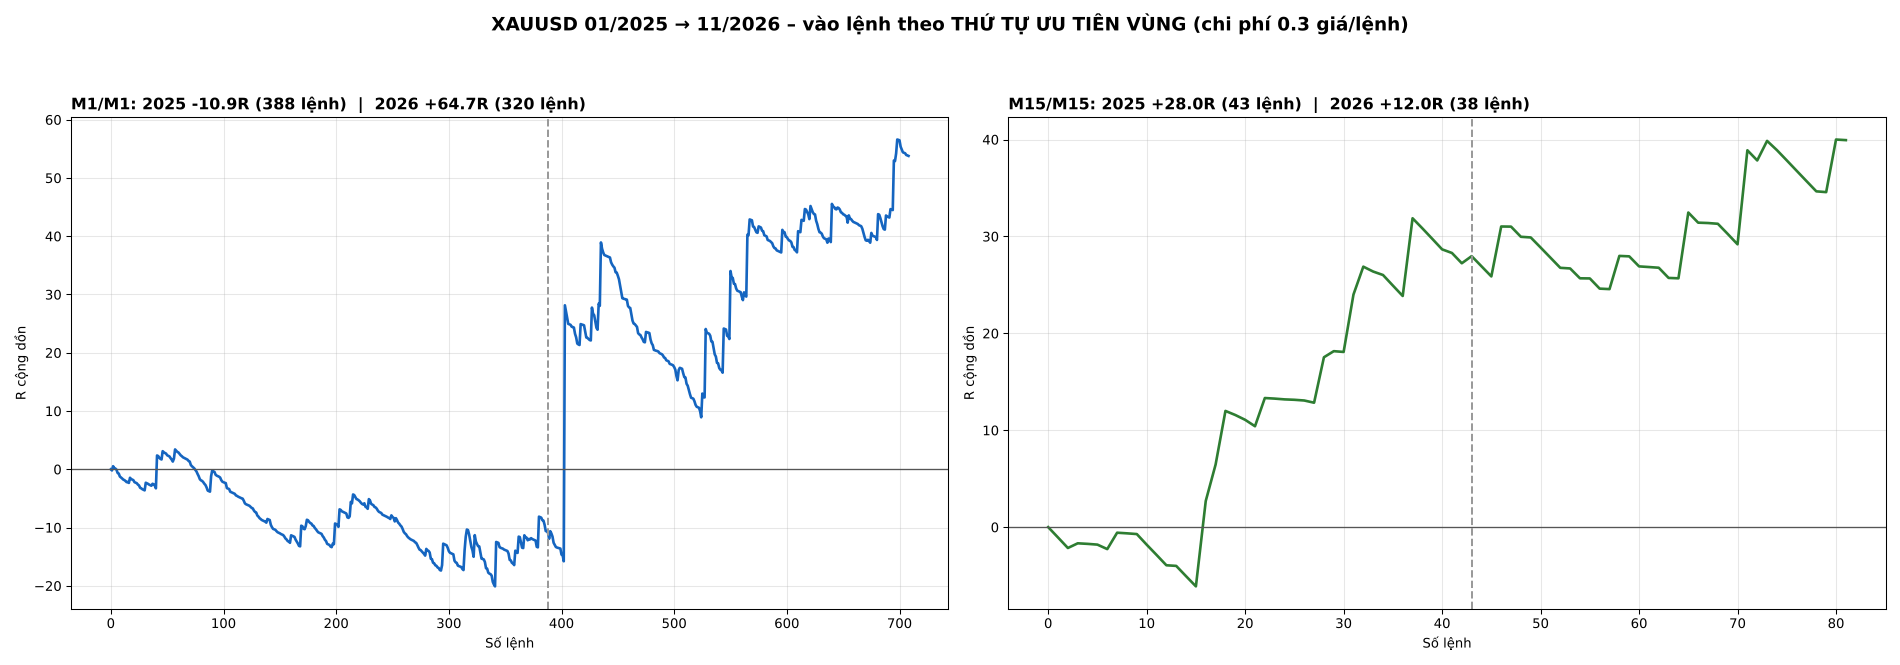 XAUUSD 01/2025 → 11/2026 – vào lệnh theo THỨ TỰ ƯU TIÊN VÙNG (chi phí 0.3 giá/lệnh)
M1/M1: 2025 -10.9R (388 lệnh) | 2026 +64.7R (320 lệnh)
60
50
40
30
20
10
0
−10
−20
R cộng dồn
0 100 200 300 400 500 600 700
Số lệnh
M15/M15: 2025 +28.0R (43 lệnh) | 2026 +12.0R (38 lệnh)
40
30
20
10
0
R cộng dồn
0 10 20 30 40 50 60 70 80
Số lệnh